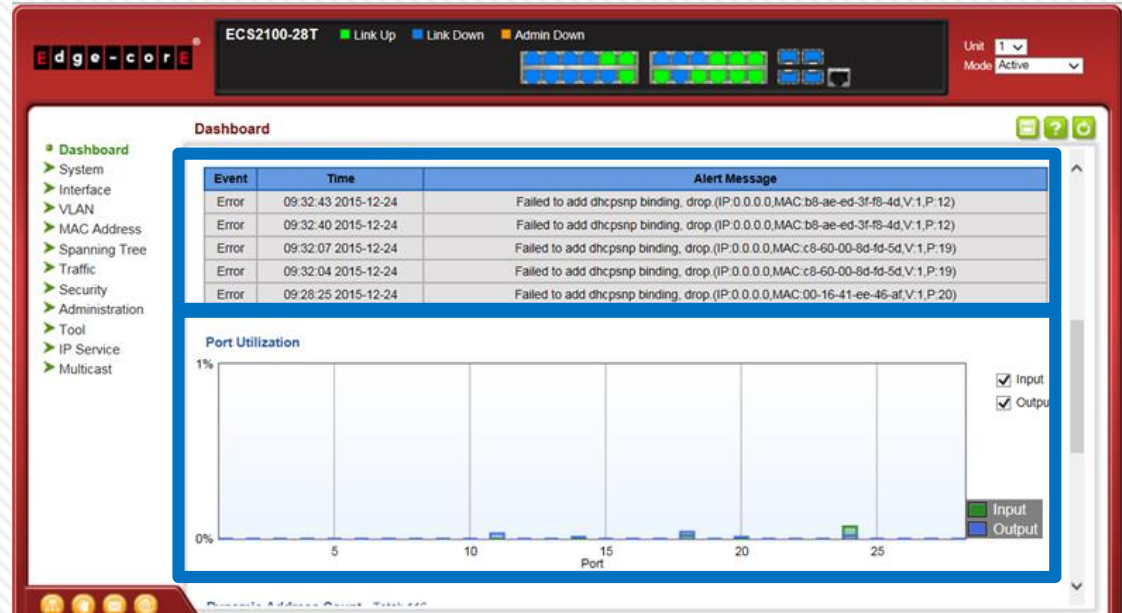 Edge-corE®
ECS2100-28T Link Up Link Down Admin Down
Unit 1
Mode Active
Dashboard
Dashboard
System
Interface
VLAN
MAC Address
Spanning Tree
Traffic
Security
Administration
Tool
IP Service
Multicast
Event Time Alert Message
Error 09:32:43 2015-12-24 Failed to add dhcpsnp binding, drop.(IP:0.0.0.0,MAC:b8-ae-ed-3f-f8-4d,V:1,P:12)
Error 09:32:40 2015-12-24 Failed to add dhcpsnp binding, drop.(IP:0.0.0.0,MAC:b8-ae-ed-3f-f8-4d,V:1,P:12)
Error 09:32:07 2015-12-24 Failed to add dhcpsnp binding, drop.(IP:0.0.0.0,MAC:c8-60-00-8d-fd-5d,V:1,P:19)
Error 09:32:04 2015-12-24 Failed to add dhcpsnp binding, drop.(IP:0.0.0.0,MAC:c8-60-00-8d-fd-5d,V:1,P:19)
Error 09:28:25 2015-12-24 Failed to add dhcpsnp binding, drop.(IP:0.0.0.0,MAC:00-16-41-ee-46-af,V:1,P:20)
Port Utilization
1%
Input
Outpu
Input
Output
0%
5 10 15 20 25
Port